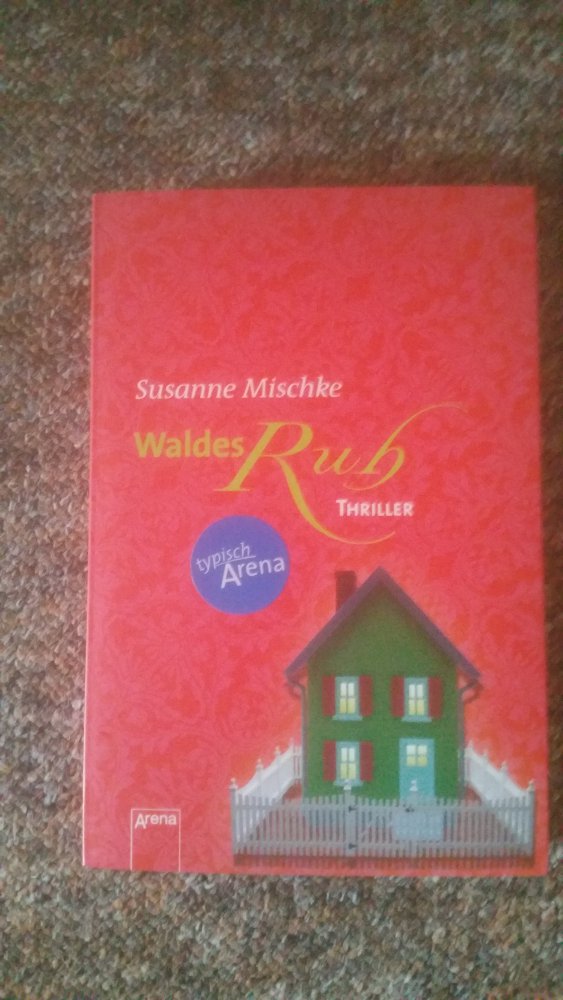 Susanne Mischke
Waldes Ruh
THRILLER
typisch
Arena
Arena